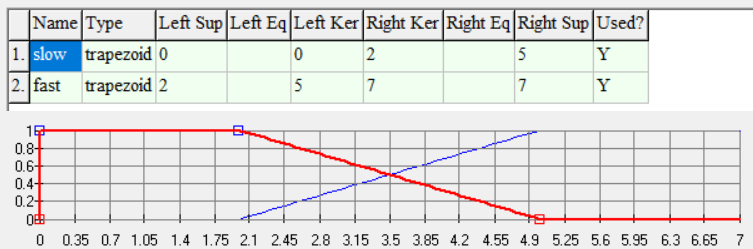 Name Type Left Sup Left Eq Left Ker Right Ker Right Eq Right Sup Used?
1. slow trapezoid 0 0 2 5 Y
2. fast trapezoid 2 5 7 7 Y
1
0.8
0.6
0.4
0.2
0
0 0.35 0.7 1.05 1.4 1.75 2.1 2.45 2.8 3.15 3.5 3.85 4.2 4.55 4.9 5.25 5.6 5.95 6.3 6.65 7